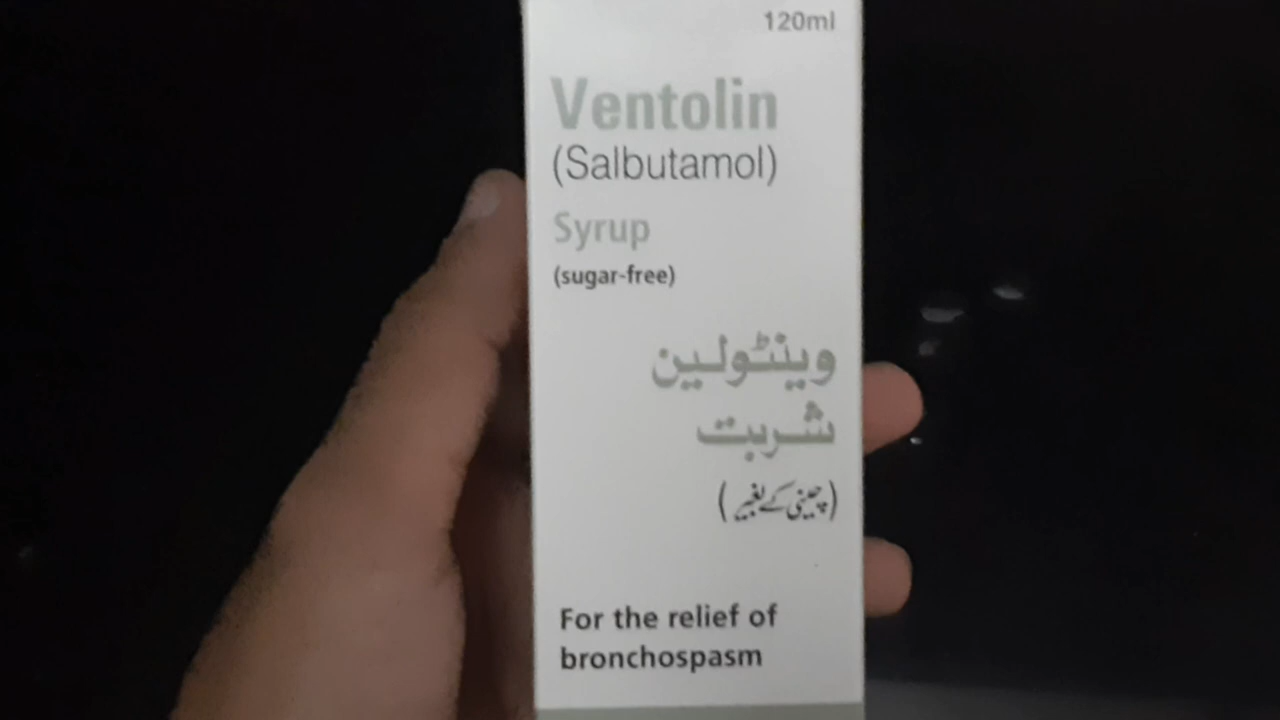 120ml
Ventolin
(Salbutamol)
Syrup
(sugar-free)
وینٹولین
شربت
(چینی کے بغیر)
For the relief of
bronchospasm